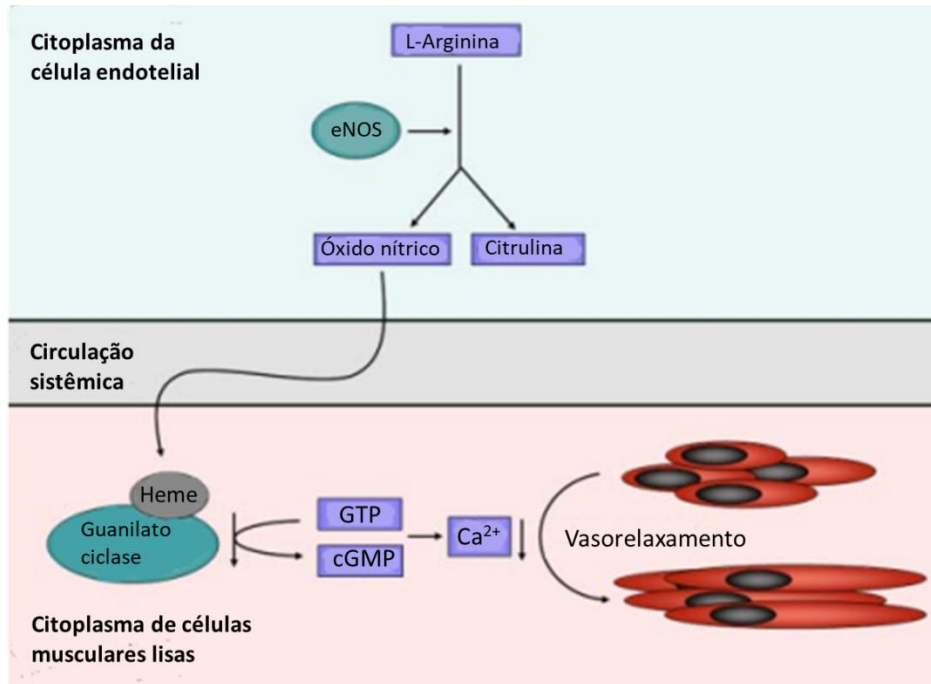 Citoplasma da
célula endotelial
L-Arginina
eNOS
Óxido nítrico
Citrulina
Circulação
sistêmica
Heme
Guanilato
ciclase
GTP
cGMP
Ca²⁺
Vasorelaxamento
Citoplasma de células
musculares lisas